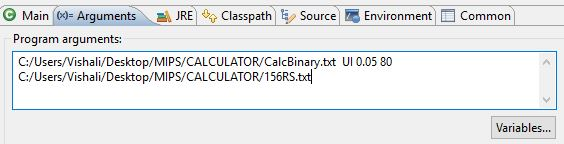 Main Arguments JRE Classpath Source Environment Common
Program arguments:
C:/Users/Vishali/Desktop/MIPS/CALCULATOR/CalcBinary.txt UI 0.05 80
C:/Users/Vishali/Desktop/MIPS/CALCULATOR/156RS.txt
Variables...